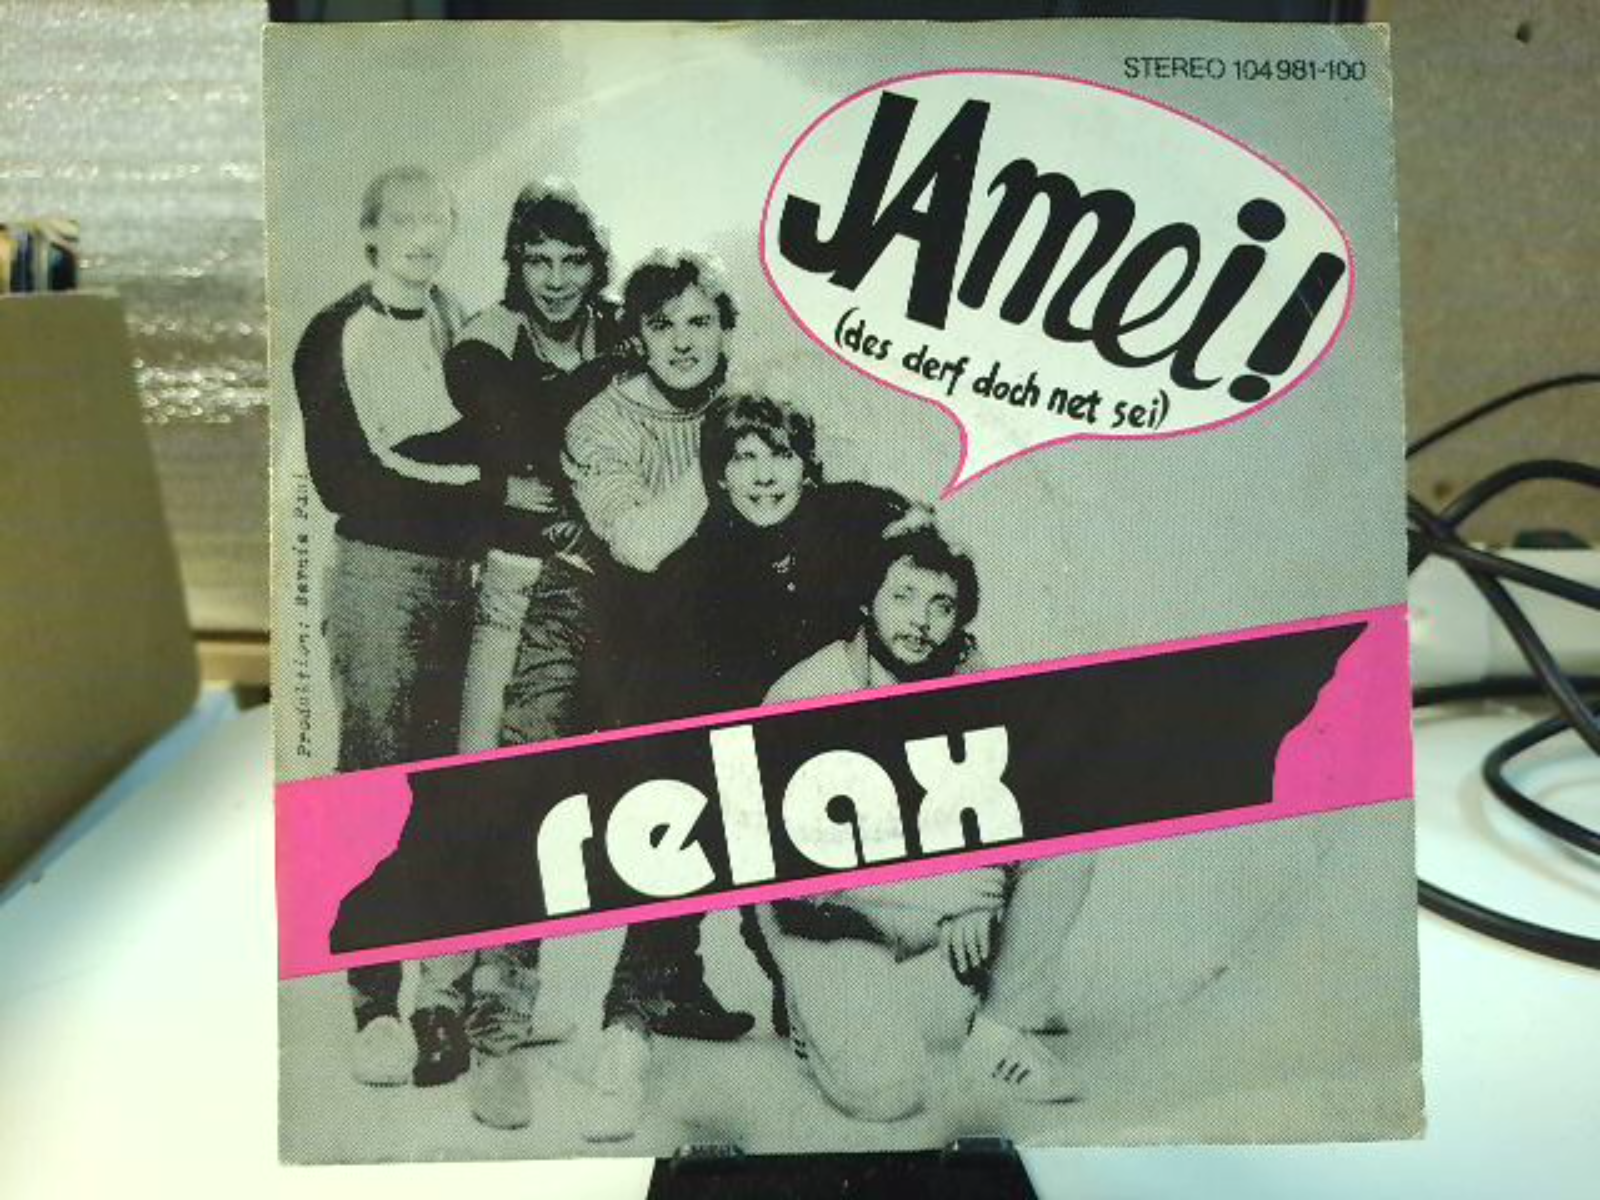 STEREO 104 981-100
JAmei!
(des derf doch net sei)
Produktion: Bernie Paul
relax